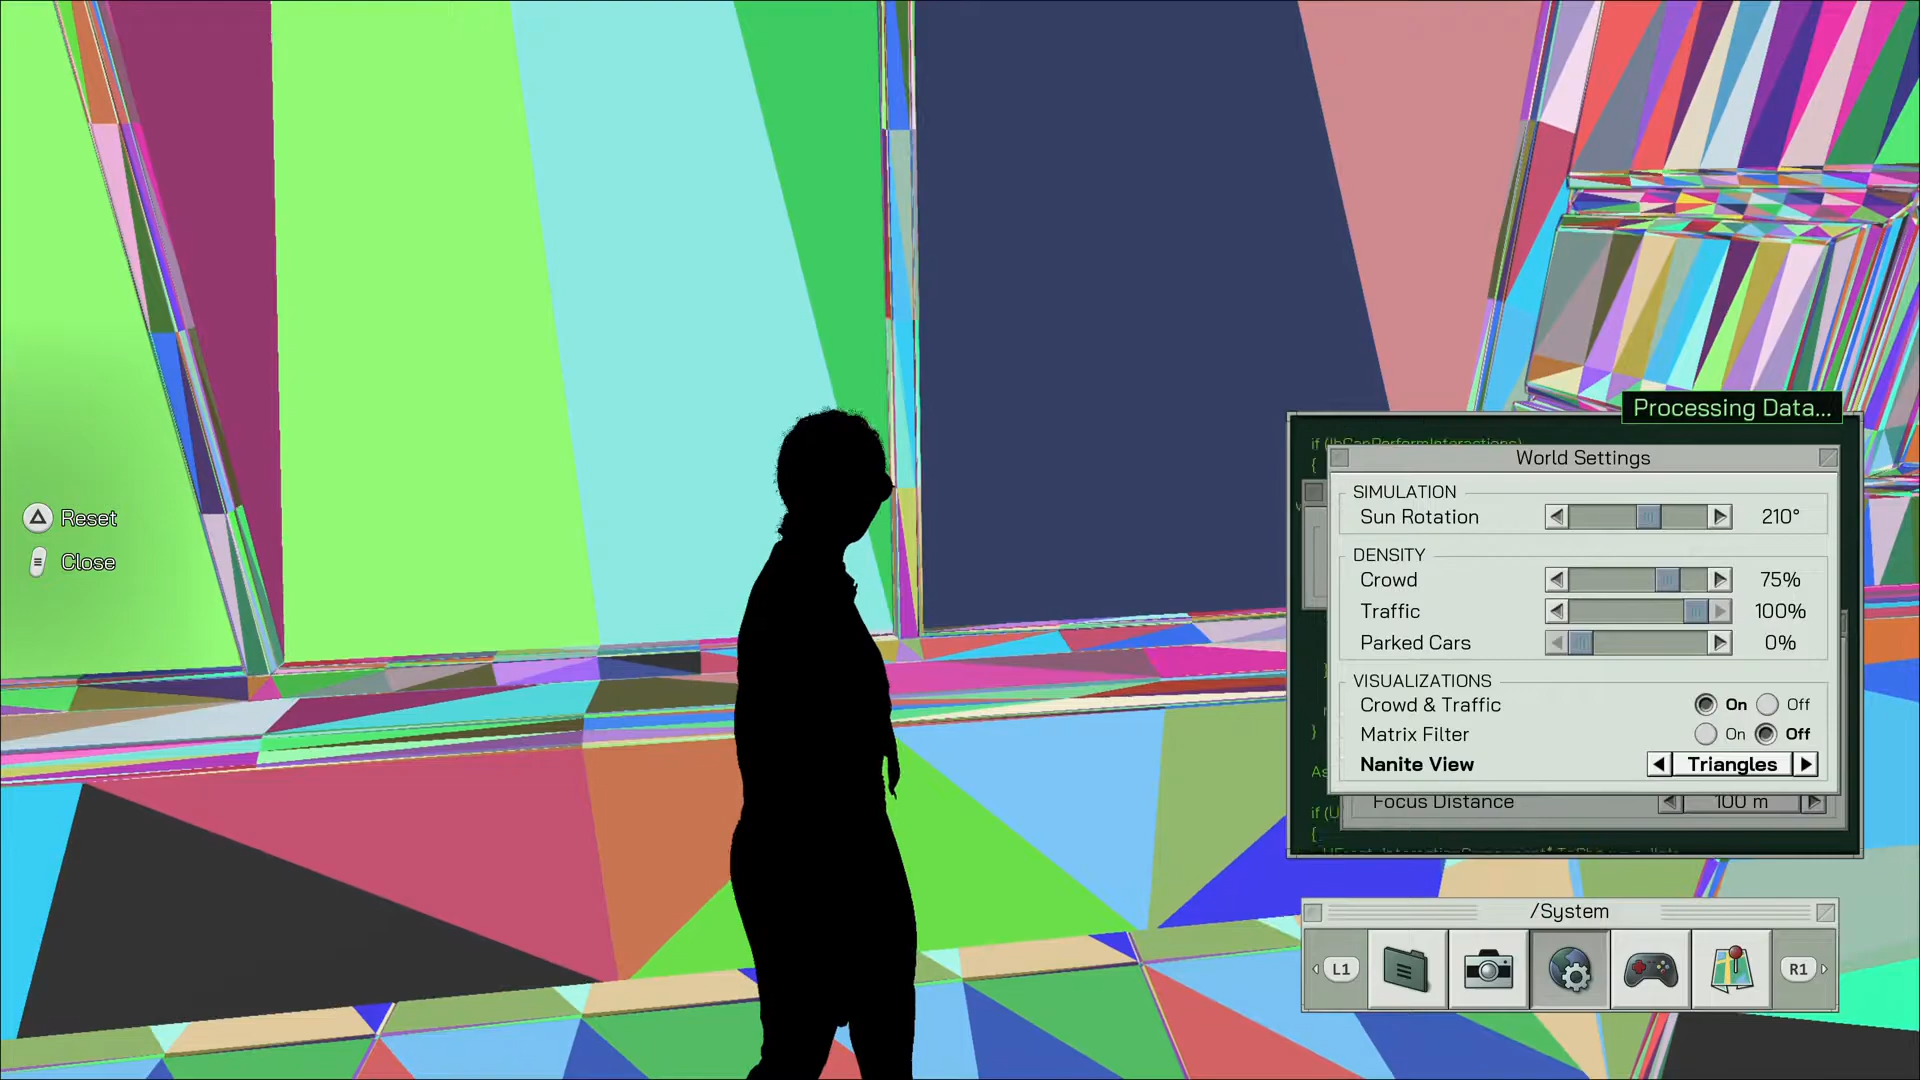 Processing Data...
World Settings
SIMULATION
Sun Rotation 210°
DENSITY
Crowd 75%
Traffic 100%
Parked Cars 0%
VISUALIZATIONS
Crowd & Traffic On Off
Matrix Filter On Off
Nanite View Triangles
Focus Distance 100 m
if (U
{
Reset
Close
/System
L1 R1